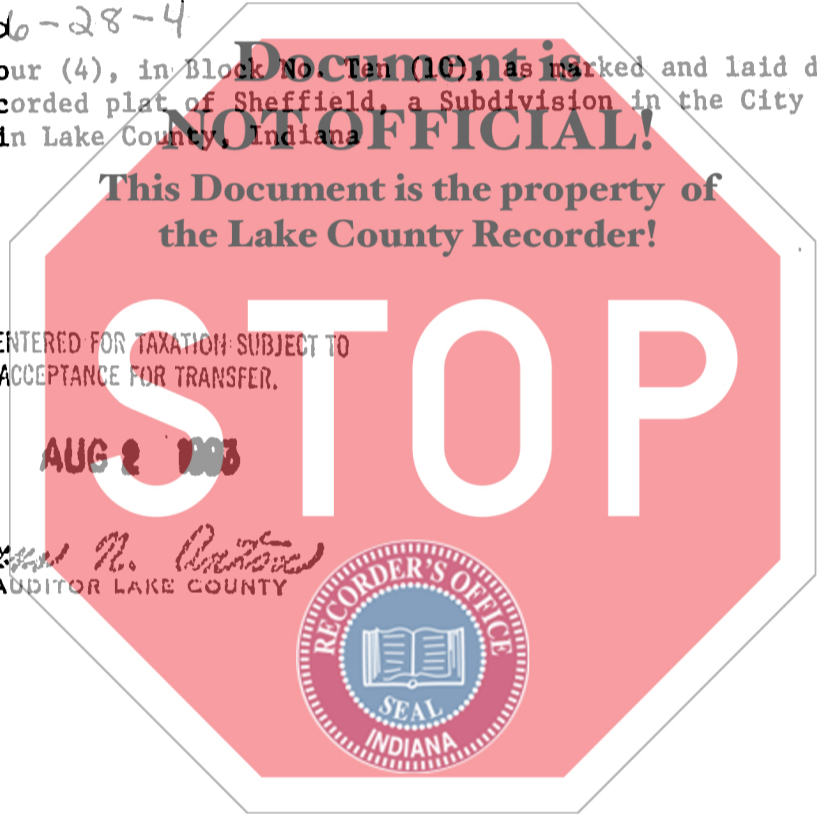 6-28-4
our (4), in Block No. Ten (10), as marked and laid d
corded plat of Sheffield, a Subdivision in the City
in Lake County, Indiana
Document is
NOT OFFICIAL!
This Document is the property of
the Lake County Recorder!
STOP
ENTERED FOR TAXATION SUBJECT TO
ACCEPTANCE FOR TRANSFER.
AUG 2
N.
AUDITOR LAKE COUNTY
RECORDER'S OFFICE
SEAL
INDIANA